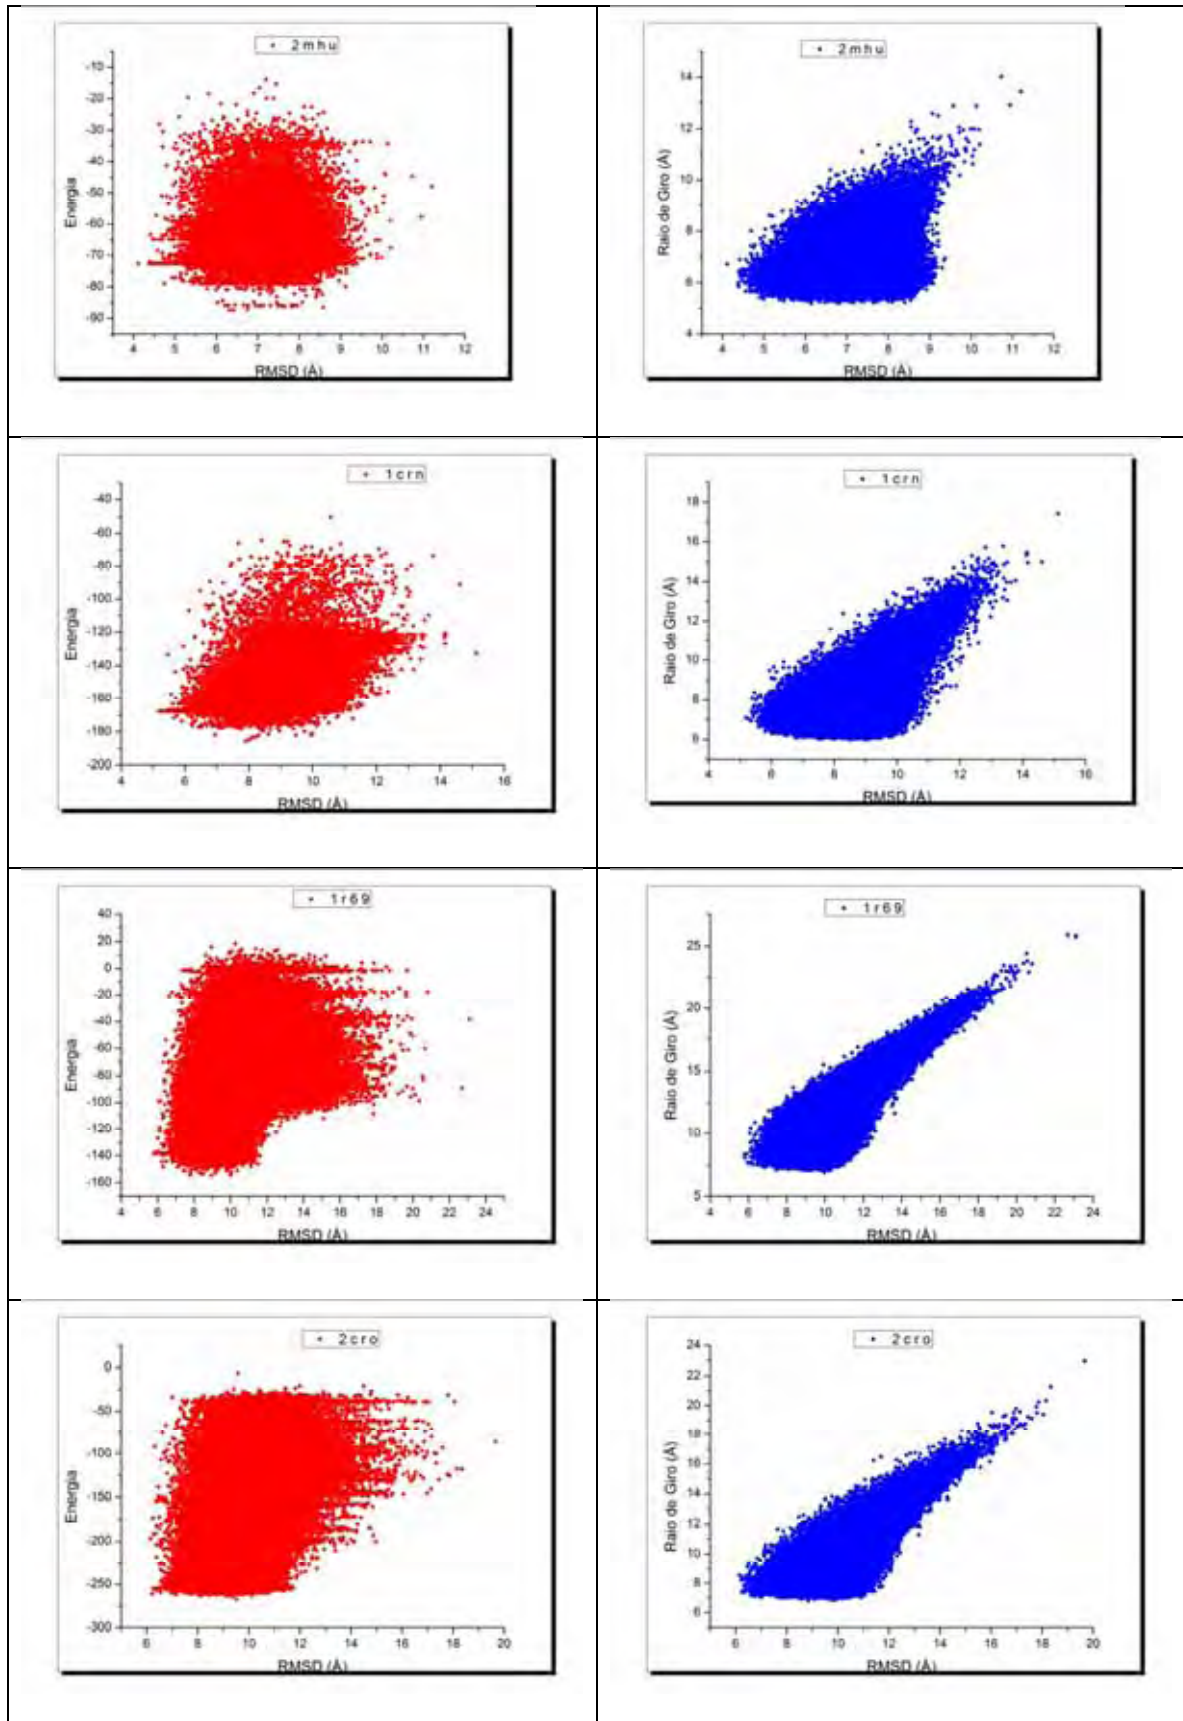 2mhu
-10
-20
-30
-40
-50
-60
-70
-80
-90
Energia
4 5 6 7 8 9 10 11 12
RMSD (Å)
2mhu
14
12
10
8
6
4
Raio de Giro (Å)
4 5 6 7 8 9 10 11 12
RMSD (Å)
1crn
-40
-60
-80
-100
-120
-140
-160
-180
-200
Energia
4 6 8 10 12 14 16
RMSD (Å)
1crn
18
16
14
12
10
8
6
Raio de Giro (Å)
4 6 8 10 12 14 16
RMSD (Å)
1r69
40
20
0
-20
-40
-60
-80
-100
-120
-140
-160
Energia
4 6 8 10 12 14 16 18 20 22 24
RMSD (Å)
1r69
25
20
15
10
5
Raio de Giro (Å)
4 6 8 10 12 14 16 18 20 22 24
RMSD (Å)
2cro
0
-50
-100
-150
-200
-250
-300
Energia
6 8 10 12 14 16 18 20
RMSD (Å)
2cro
24
22
20
18
16
14
12
10
8
6
Raio de Giro (Å)
6 8 10 12 14 16 18 20
RMSD (Å)